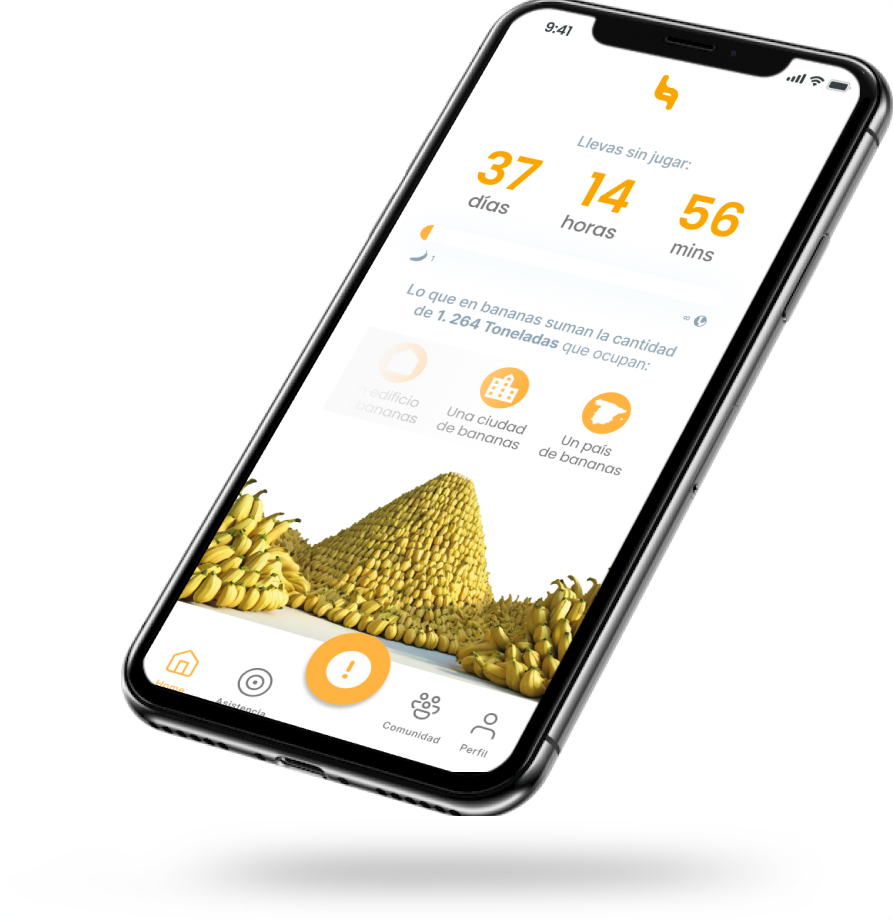 9:41
Llevas sin jugar:
37 14 56
días horas mins
1
∞
Lo que en bananas suman la cantidad
de 1. 264 Toneladas que ocupan:
edificio
bananas
Una ciudad
de bananas
Un país
de bananas
Home
Asistencia
!
Comunidad
Perfil